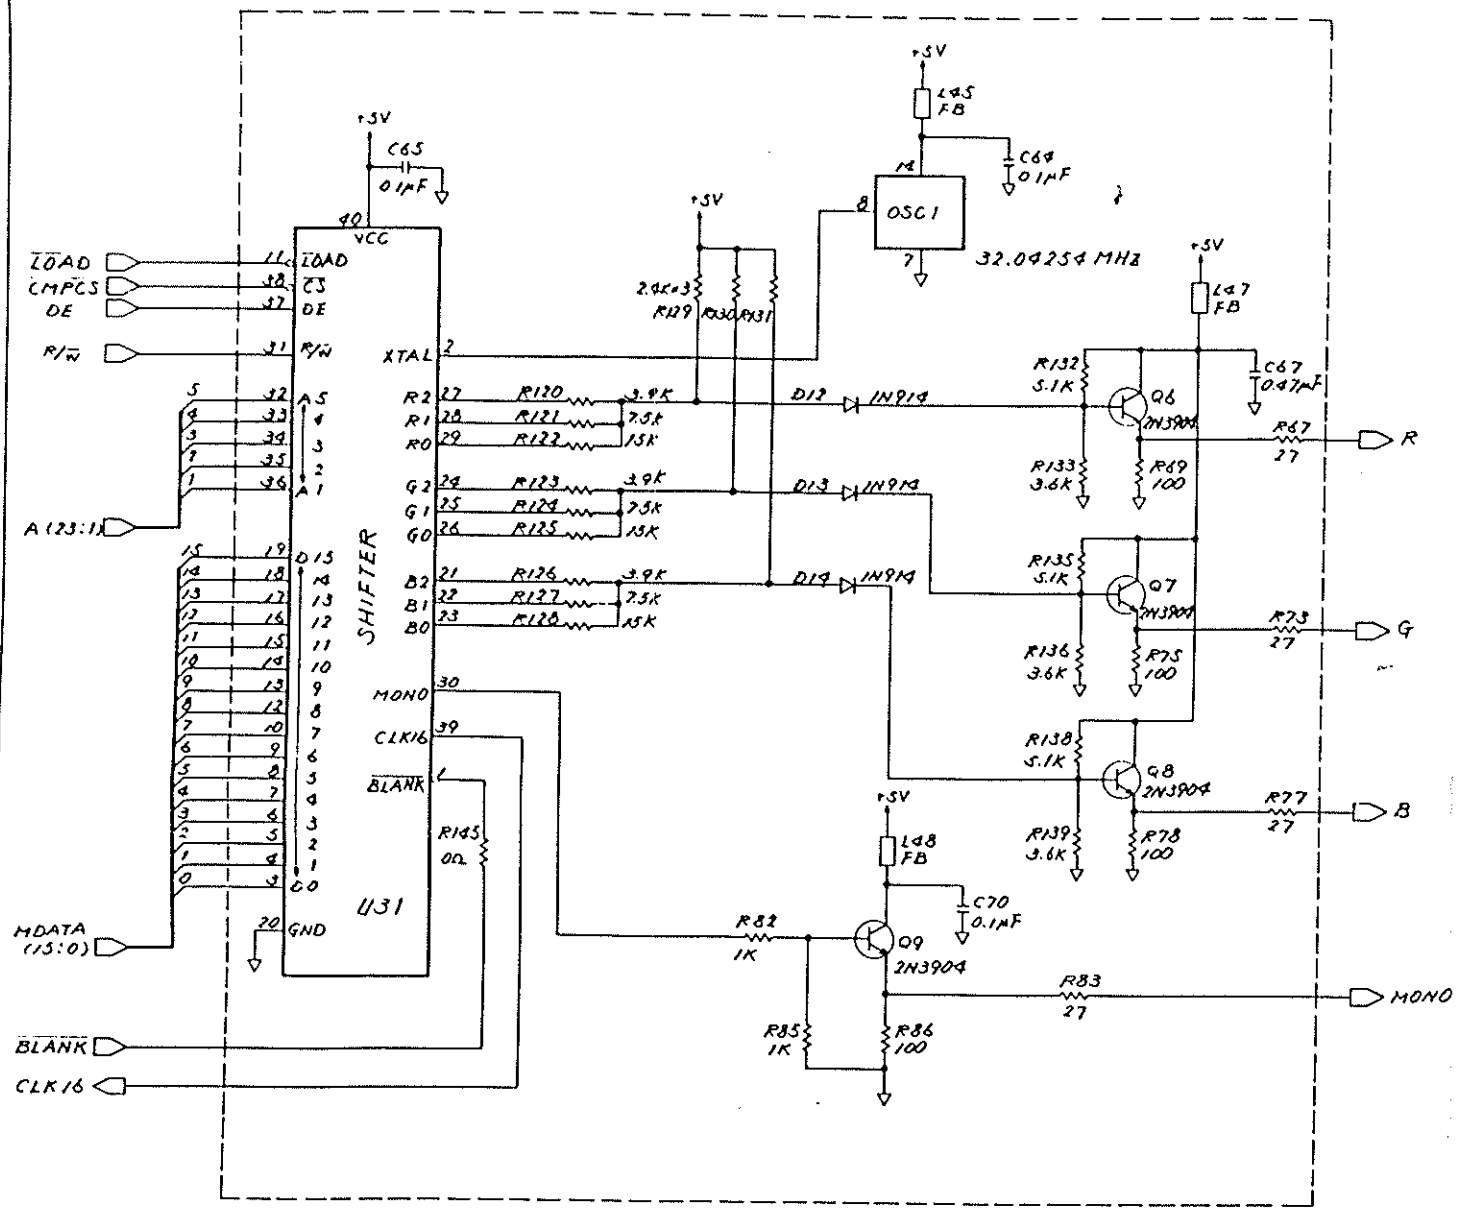 +5V
L45
FB
+5V
C65
0.1µF
14
C64
0.1µF
8
OSC1
7
32.04254 MHz
+5V
40
VCC
+5V
L47
FB
LOAD
11
LOAD
CMPCS
38
CS
DE
37
DE
R/W
31
R/W
XTAL
2
2.4K×3
R129
R130
R131
R132
5.1K
C67
0.47µF
5
32
A5
4
33
4
3
34
3
2
35
2
1
36
A1
A(23:1)
R2
27
R120
3.9K
R1
28
R121
7.5K
R0
29
R122
15K
D12
1N914
Q6
2N3904
R67
27
R
R133
3.6K
R69
100
G2
24
R123
3.9K
G1
25
R124
7.5K
G0
26
R125
15K
D13
1N914
SHIFTER
15
19
D15
14
18
14
13
17
13
12
16
12
11
15
11
10
14
10
9
13
9
8
12
8
7
10
7
6
9
6
5
8
5
4
7
4
3
6
3
2
5
2
1
4
1
0
3
D0
B2
21
R126
3.9K
B1
22
R127
7.5K
B0
23
R128
15K
D14
1N914
R135
5.1K
Q7
2N3904
R73
27
G
R136
3.6K
R75
100
MONO
30
CLK16
39
BLANK
1
R145
0Ω
R138
5.1K
Q8
2N3904
R77
27
B
R139
3.6K
R78
100
+5V
L48
FB
C70
0.1µF
U31
20
GND
MDATA
(15:0)
R82
1K
Q9
2N3904
R83
27
MONO
R85
1K
R86
100
BLANK
CLK16